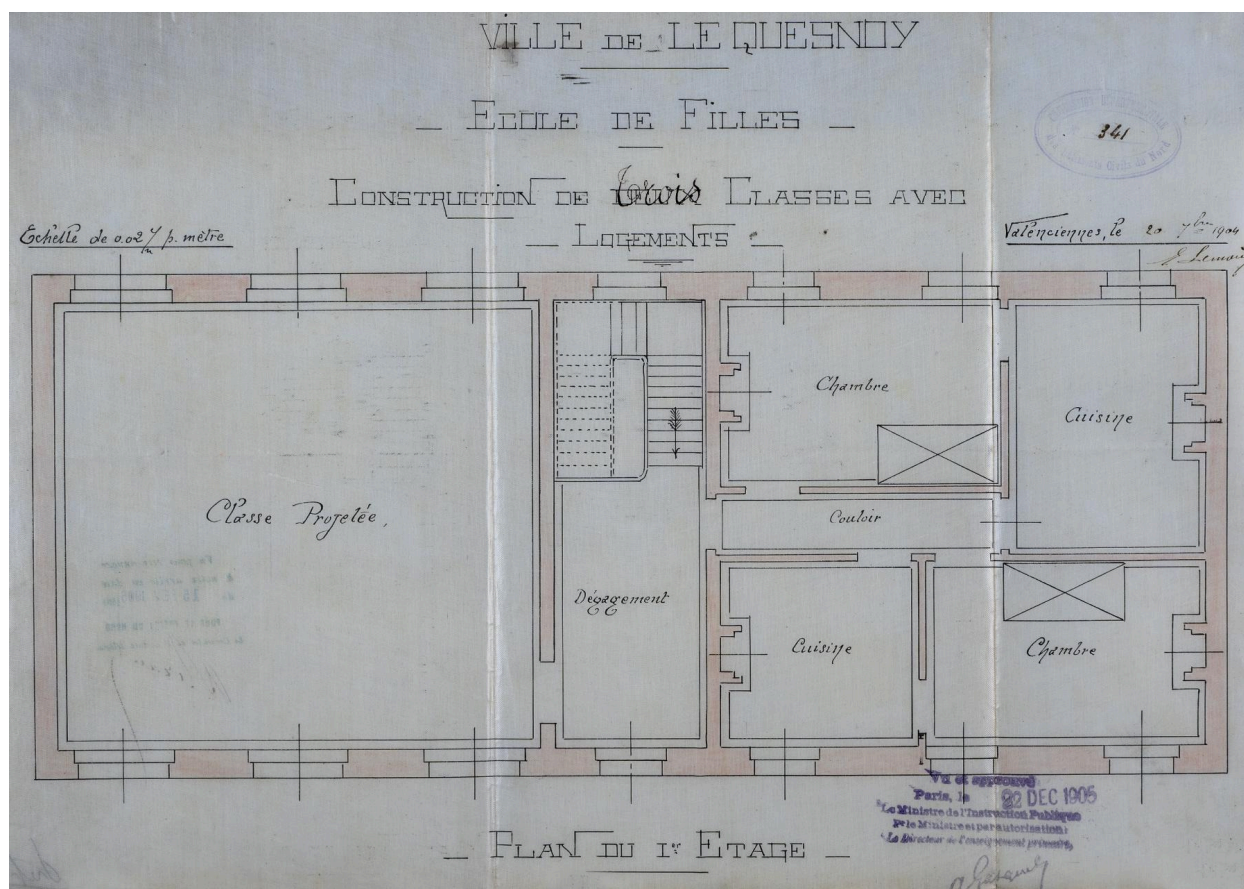 VILLE DE LE QUESNOY
ECOLE DE FILLES
341
CONSTRUCTION DE trois CLASSES AVEC
LOGEMENTS
Echelle de 0.02 p. mètre
Valenciennes, le 20 7bre 1904
Chambre
Cuisine
Classe Projetée,
Couloir
Dégagement
Cuisine
Chambre
Vu et approuvé
Paris, le 22 DEC 1905
Le Ministre de l'Instruction Publique
Pr le Ministre et par autorisation:
Le Directeur de l'enseignement primaire,
PLAN DU 1er ETAGE